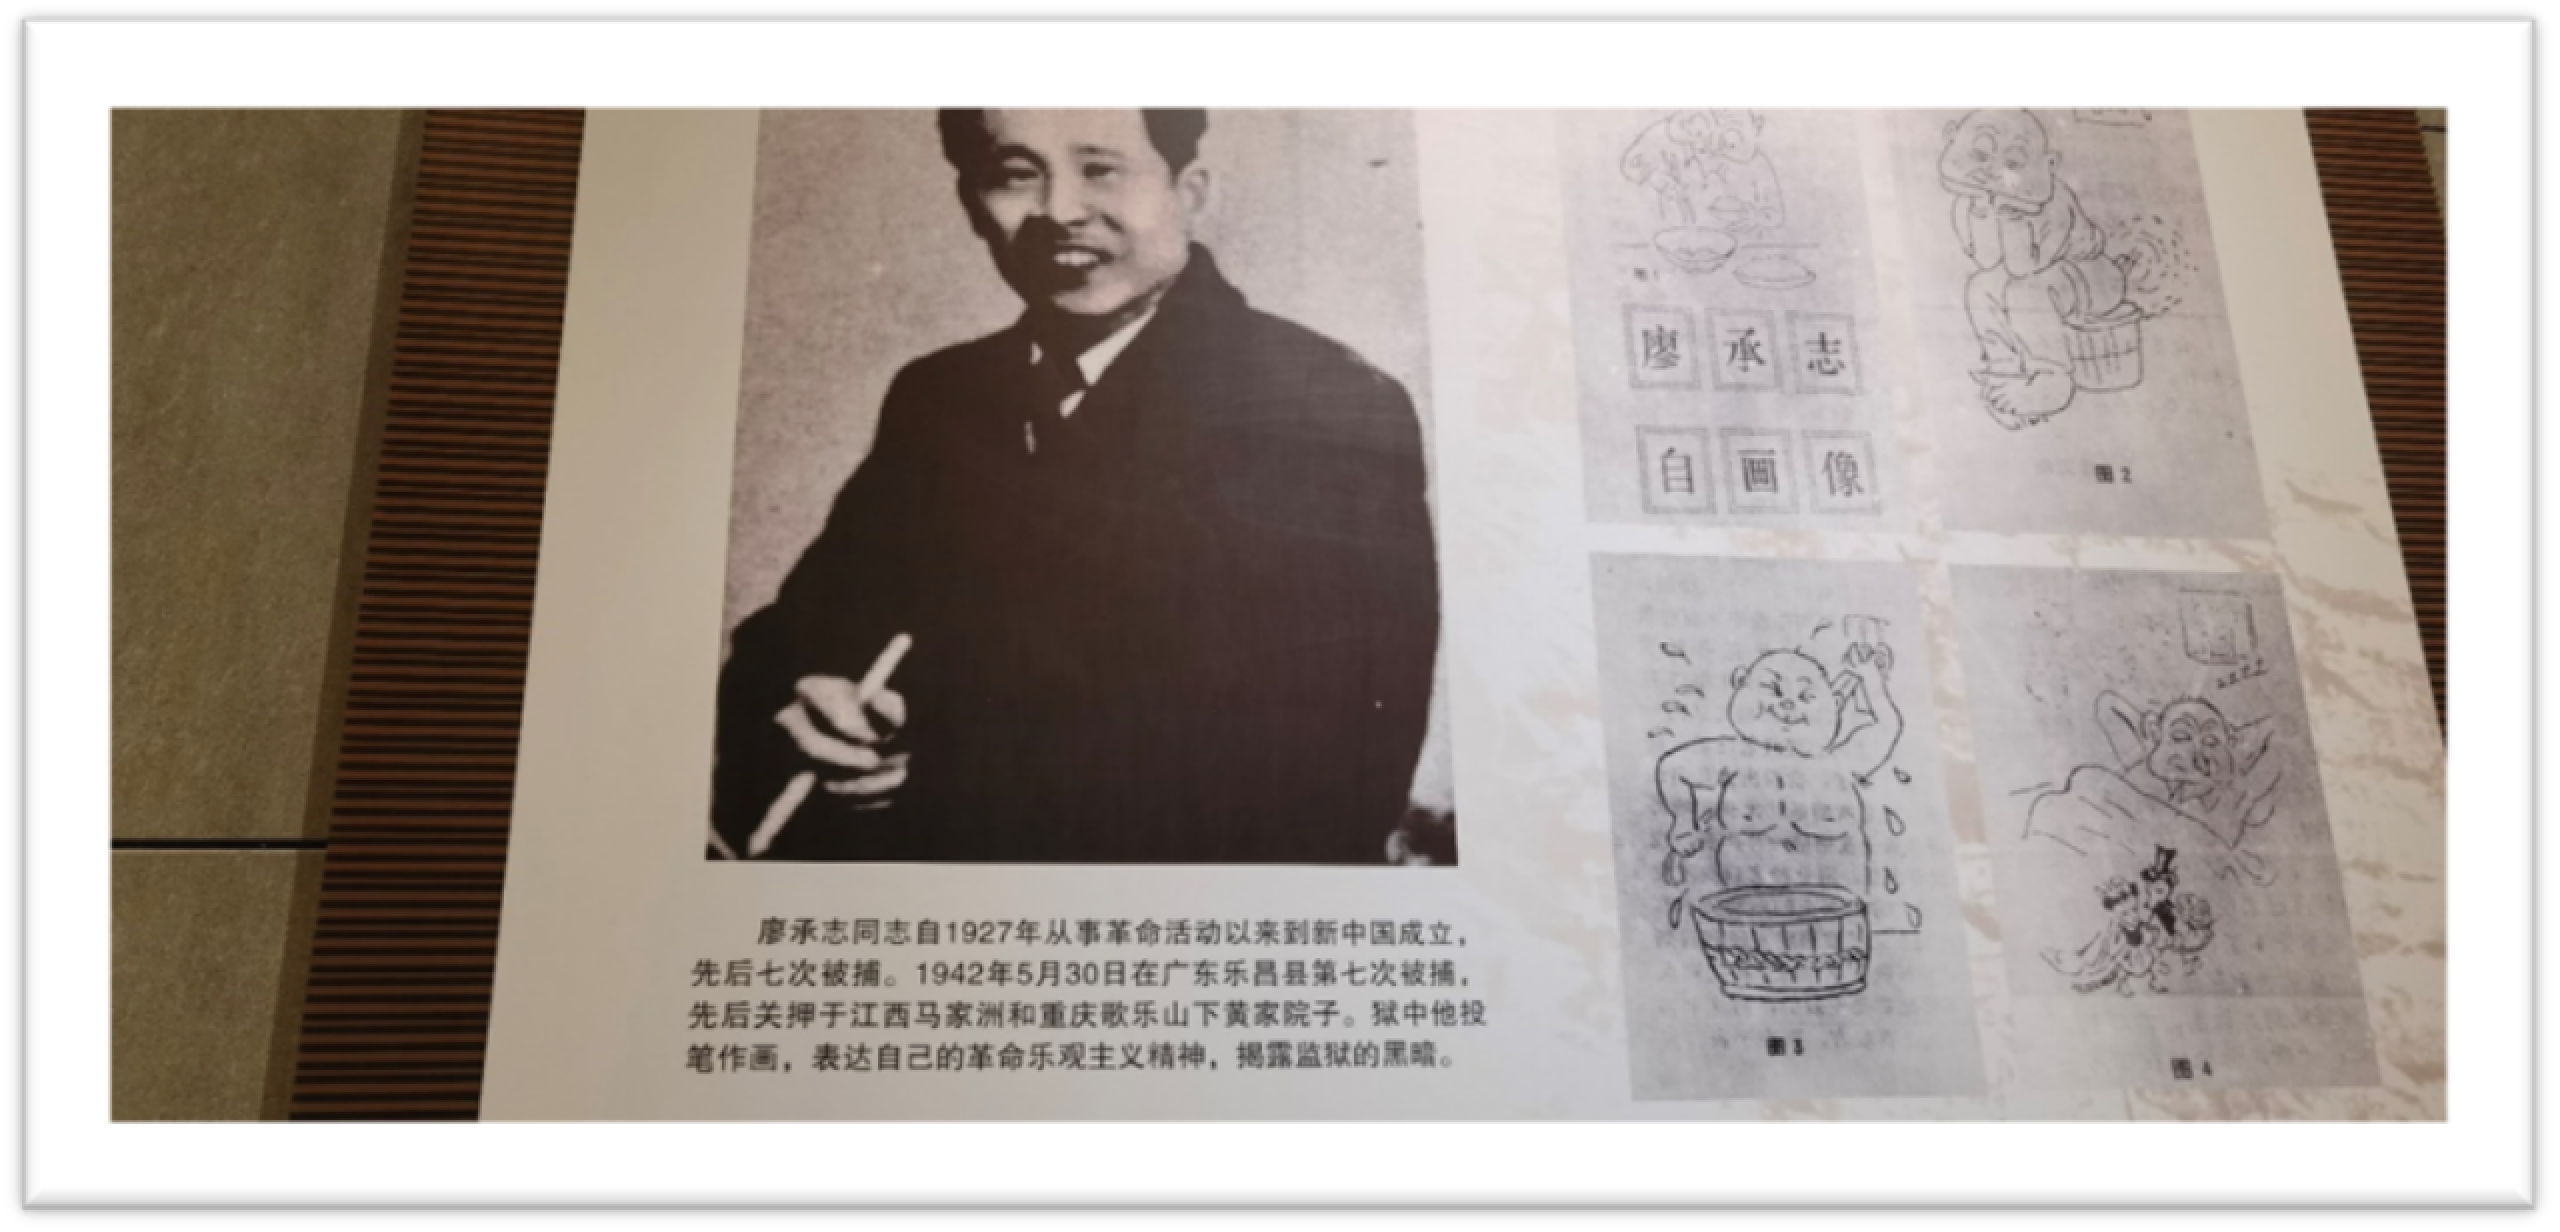 廖承志同志自1927年从事革命活动以来到新中国成立，
先后七次被捕。1942年5月30日在广东乐昌县第七次被捕，
先后关押于江西马家洲和重庆歌乐山下黄家院子。狱中他投
笔作画，表达自己的革命乐观主义精神，揭露监狱的黑暗。
图1
廖承志
自画像
图2
图3
zzzz
图4